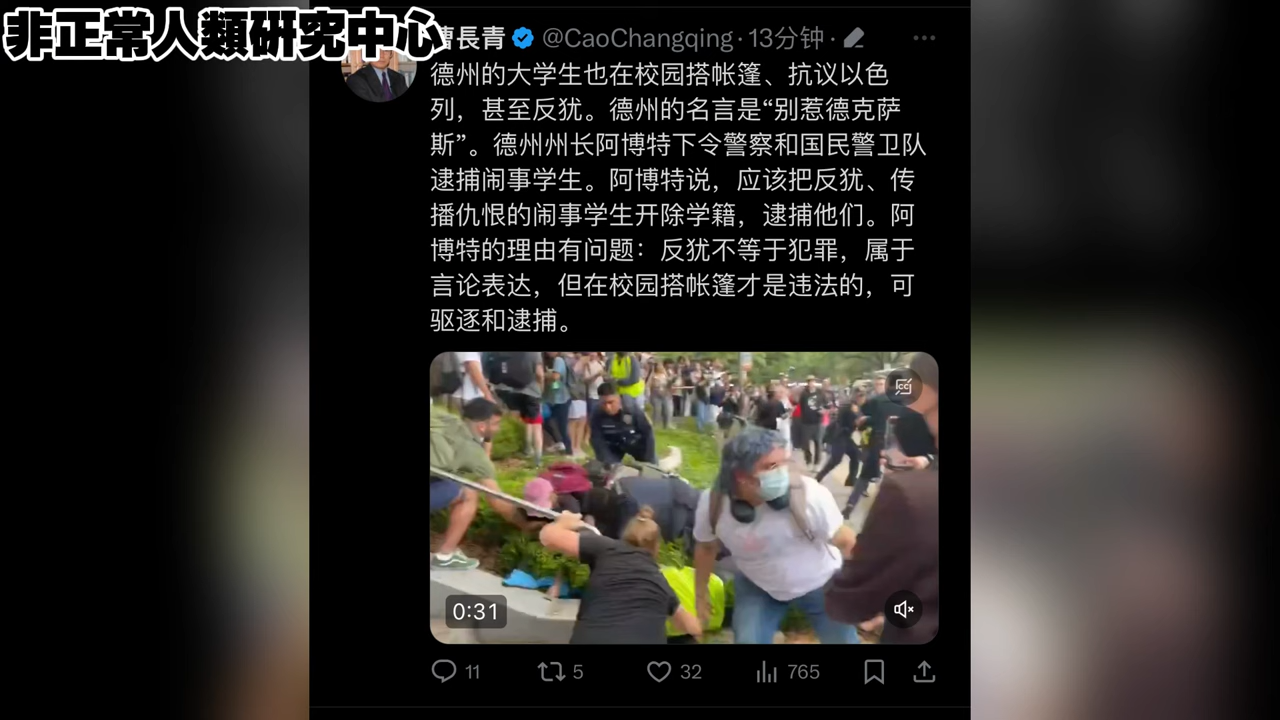 非正常人類研究中心
曹長青 @CaoChangqing · 13分钟 ·
德州的大学生也在校园搭帐篷、抗议以色
列，甚至反犹。德州的名言是“别惹德克萨
斯”。德州州长阿博特下令警察和国民警卫队
逮捕闹事学生。阿博特说，应该把反犹、传
播仇恨的闹事学生开除学籍，逮捕他们。阿
博特的理由有问题：反犹不等于犯罪，属于
言论表达，但在校园搭帐篷才是违法的，可
驱逐和逮捕。
0:31
11 5 32 765